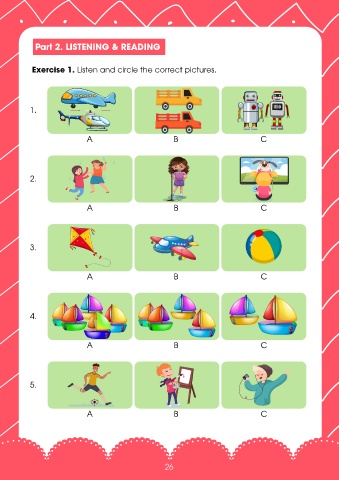 Part 2. LISTENING & READING
Exercise 1. Listen and circle the correct pictures.
1.
A B C
2.
A B C
3.
A B C
4.
A B C
5.
A B C
26